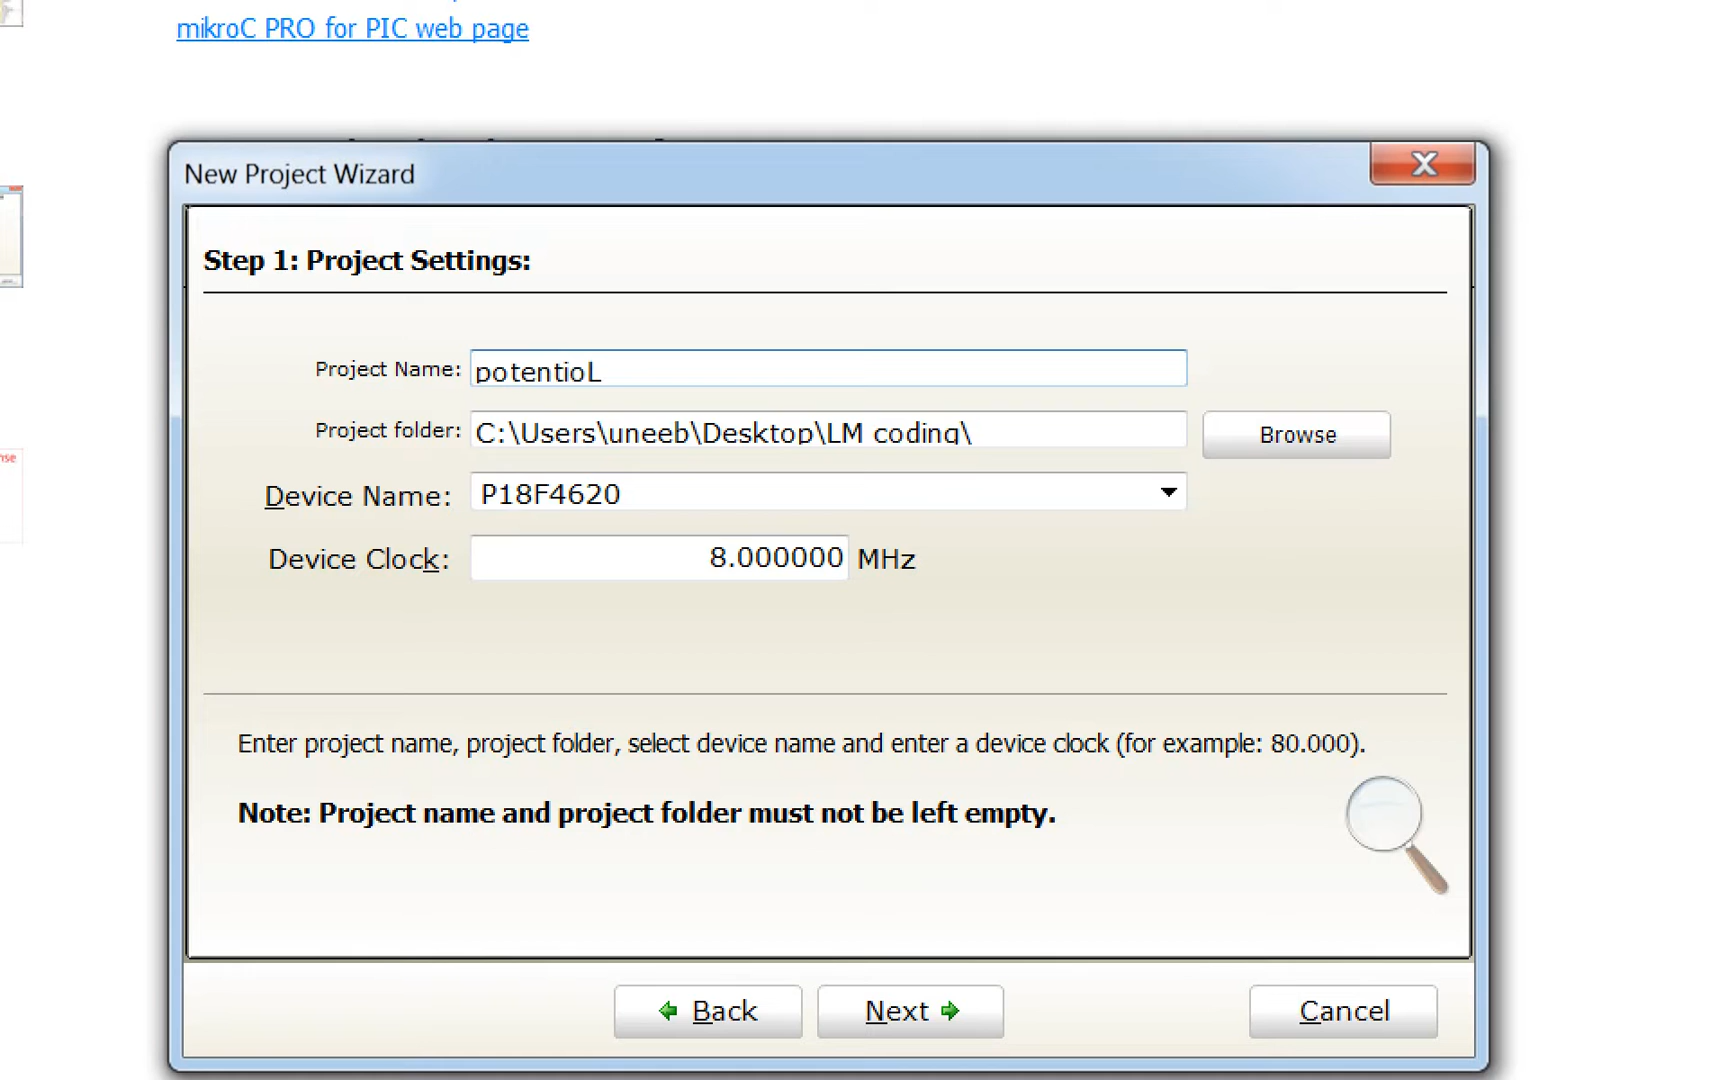 mikroC PRO for PIC web page
New Project Wizard
Step 1: Project Settings:
Project Name: potentioL
Project folder: C:\Users\uneeb\Desktop\LM coding\ Browse
Device Name: P18F4620
Device Clock: 8.000000 MHz
Enter project name, project folder, select device name and enter a device clock (for example: 80.000).
Note: Project name and project folder must not be left empty.
Back Next Cancel